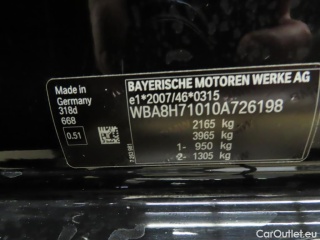 BAYERISCHE MOTOREN WERKE AG
Made in
Germany
318d
668
0.51
e1*2007/46*0315
WBA8H71010A726198
2165 kg
3965 kg
1- 950 kg
2- 1305 kg
CarOutlet.eu